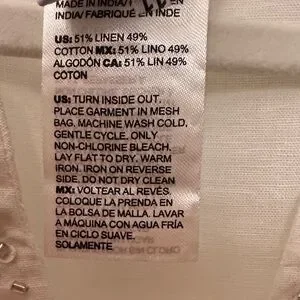 MADE IN INDIA/
INDIA/ FABRIQUÉ EN INDE
US: 51% LINEN 49%
COTTON MX: 51% LINO 49%
ALGODÓN CA: 51% LIN 49%
COTON
US: TURN INSIDE OUT.
PLACE GARMENT IN MESH
BAG. MACHINE WASH COLD,
GENTLE CYCLE. ONLY
NON-CHLORINE BLEACH.
LAY FLAT TO DRY. WARM
IRON. IRON ON REVERSE
SIDE. DO NOT DRY CLEAN
MX: VOLTEAR AL REVÉS.
COLOQUE LA PRENDA EN
LA BOLSA DE MALLA. LAVAR
A MÁQUINA CON AGUA FRÍA
EN CICLO SUAVE.
SOLAMENTE